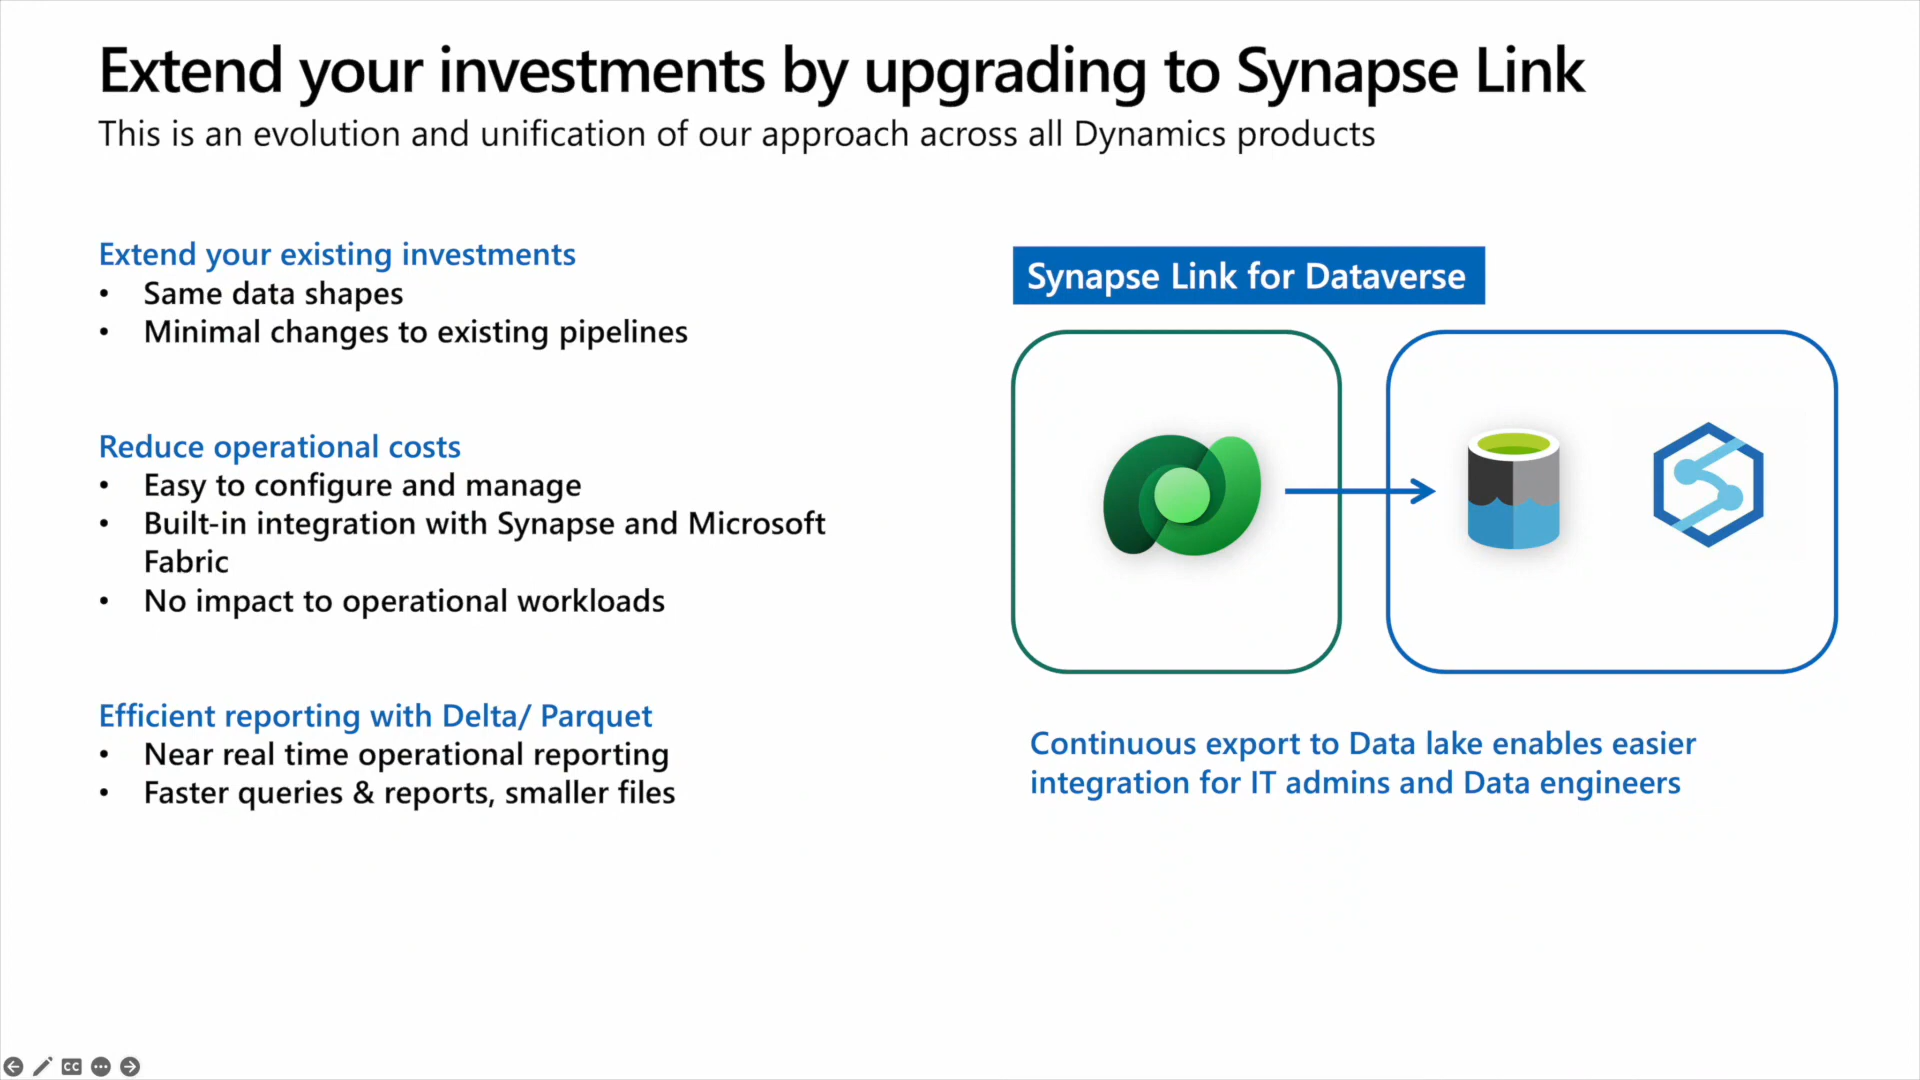 Extend your investments by upgrading to Synapse Link
This is an evolution and unification of our approach across all Dynamics products
Extend your existing investments
• Same data shapes
• Minimal changes to existing pipelines
Reduce operational costs
• Easy to configure and manage
• Built-in integration with Synapse and Microsoft
Fabric
• No impact to operational workloads
Efficient reporting with Delta/ Parquet
• Near real time operational reporting
• Faster queries & reports, smaller files
Synapse Link for Dataverse
Continuous export to Data lake enables easier
integration for IT admins and Data engineers
CC